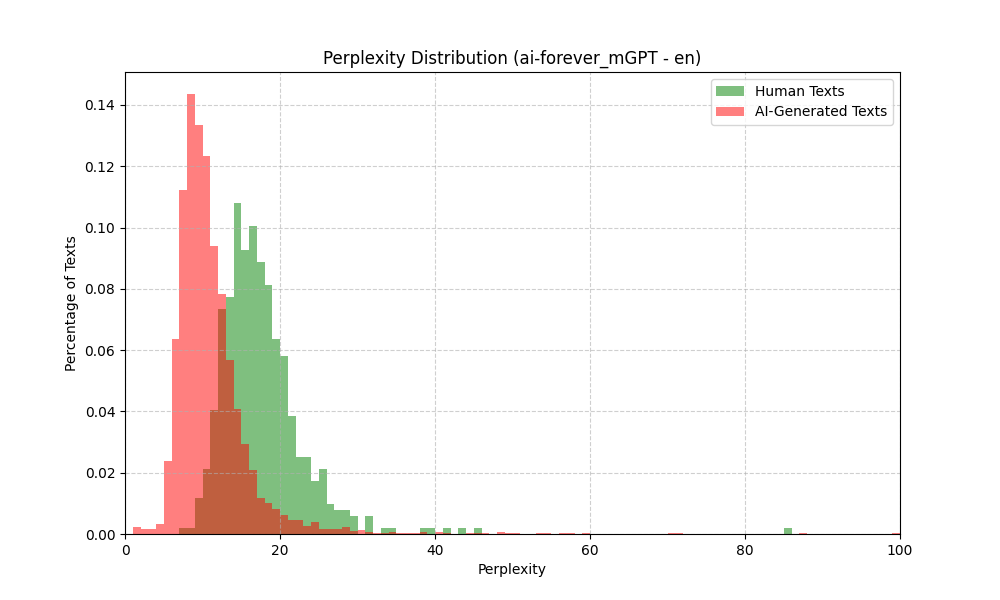 Perplexity Distribution (ai-forever_mGPT - en)
Human Texts
AI-Generated Texts
Percentage of Texts
0.14
0.12
0.10
0.08
0.06
0.04
0.02
0.00
0 20 40 60 80 100
Perplexity